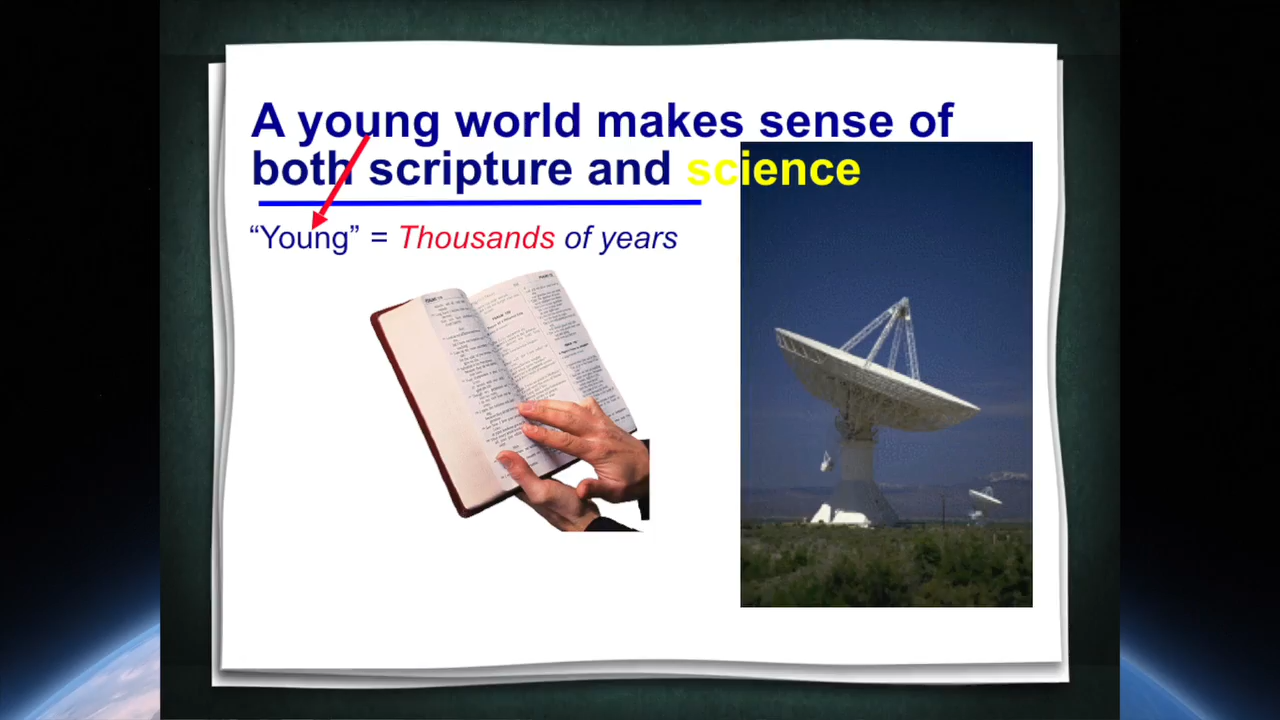 A young world makes sense of
both scripture and science
“Young” = Thousands of years